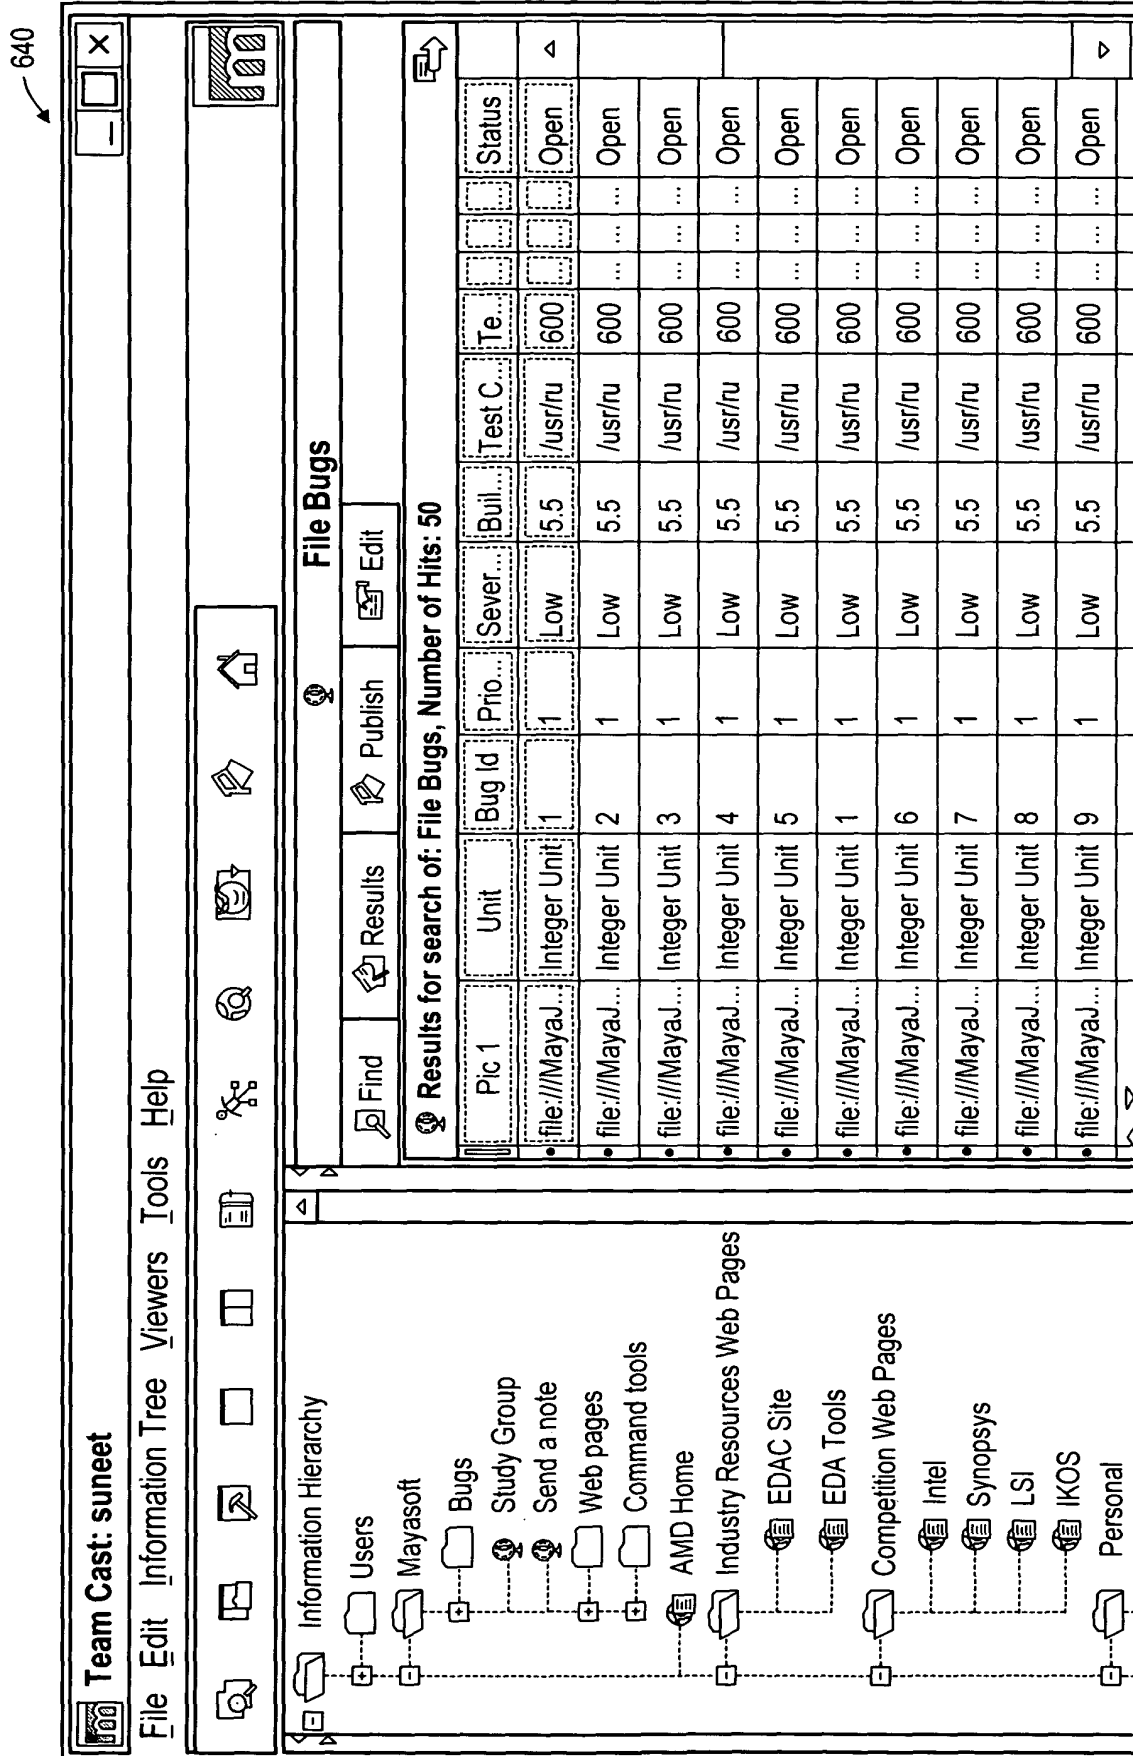 640
Team Cast: suneet
File Edit Information Tree Viewers Tools Help
Information Hierarchy
Users
Mayasoft
Bugs
Study Group
Send a note
Web pages
Command tools
AMD Home
Industry Resources Web Pages
EDAC Site
EDA Tools
Competition Web Pages
Intel
Synopsys
LSI
IKOS
Personal
File Bugs
Find Results Publish Edit
Results for search of: File Bugs, Number of Hits: 50
Pic 1 Unit Bug Id Prio... Sever... Buil... Test C... Te... ... ... ... Status
file:///MayaJ... Integer Unit 1 1 Low 5.5 /usr/ru 600 ... ... ... Open
file:///MayaJ... Integer Unit 2 1 Low 5.5 /usr/ru 600 ... ... ... Open
file:///MayaJ... Integer Unit 3 1 Low 5.5 /usr/ru 600 ... ... ... Open
file:///MayaJ... Integer Unit 4 1 Low 5.5 /usr/ru 600 ... ... ... Open
file:///MayaJ... Integer Unit 5 1 Low 5.5 /usr/ru 600 ... ... ... Open
file:///MayaJ... Integer Unit 1 1 Low 5.5 /usr/ru 600 ... ... ... Open
file:///MayaJ... Integer Unit 6 1 Low 5.5 /usr/ru 600 ... ... ... Open
file:///MayaJ... Integer Unit 7 1 Low 5.5 /usr/ru 600 ... ... ... Open
file:///MayaJ... Integer Unit 8 1 Low 5.5 /usr/ru 600 ... ... ... Open
file:///MayaJ... Integer Unit 9 1 Low 5.5 /usr/ru 600 ... ... ... Open